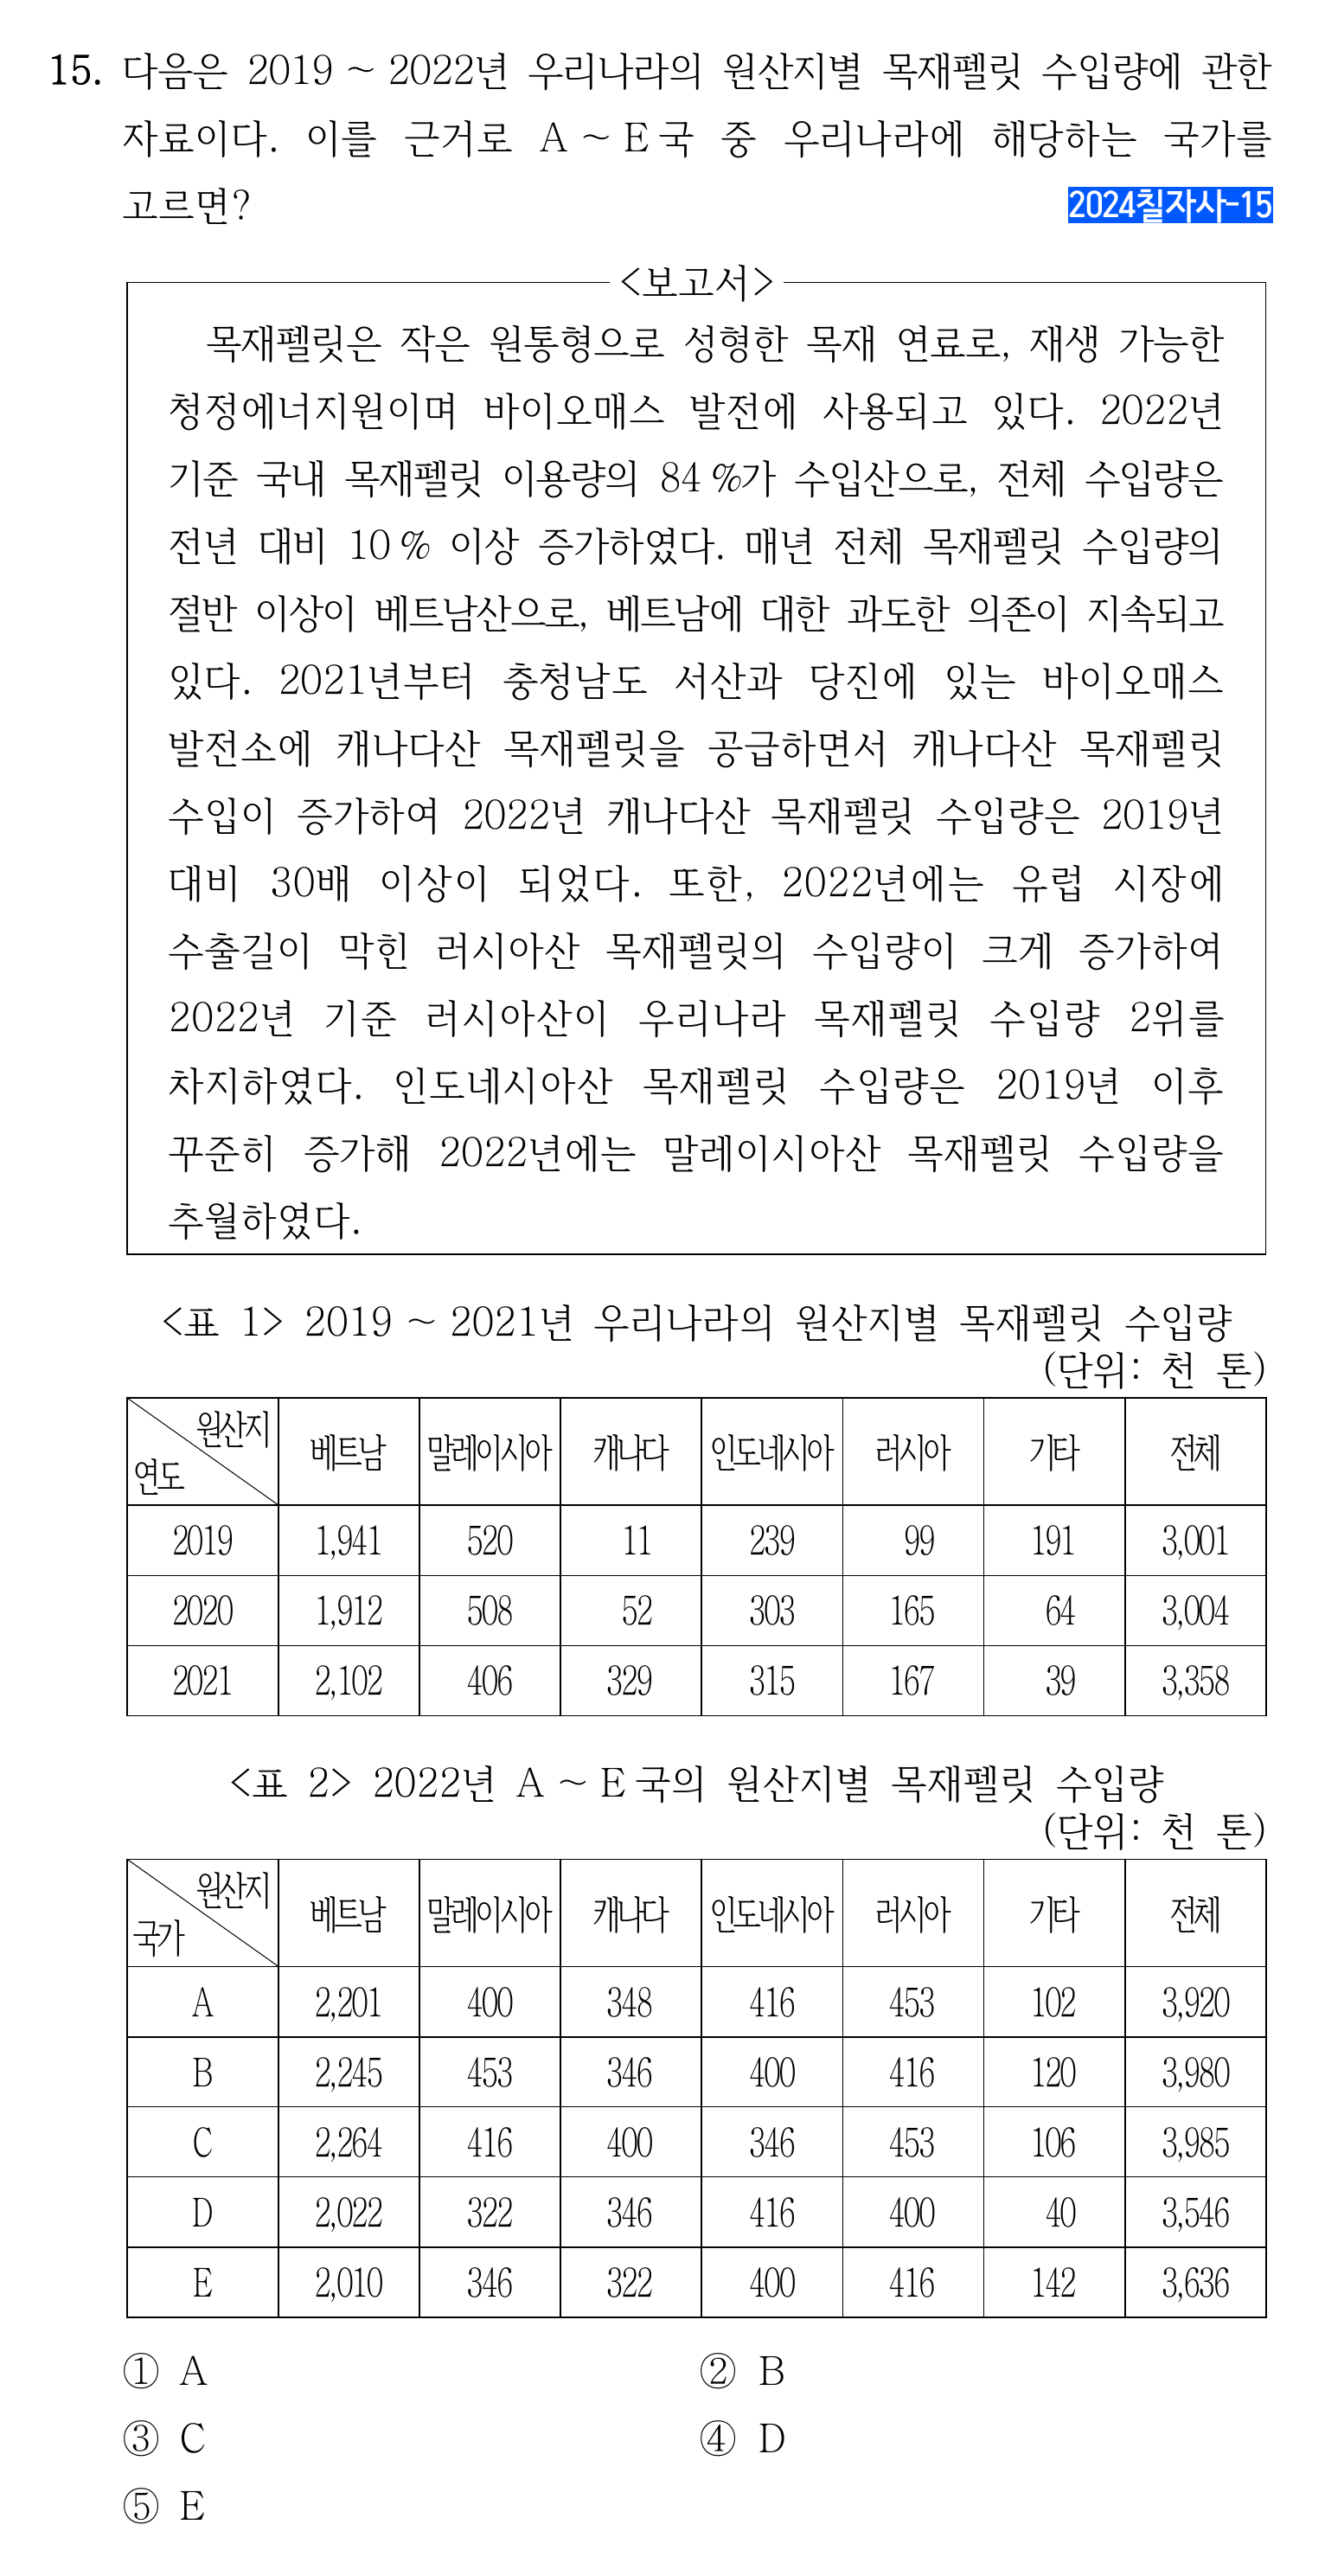 15. 다음은 2019 ~ 2022년 우리나라의 원산지별 목재펠릿 수입량에 관한
자료이다. 이를 근거로 A ~ E국 중 우리나라에 해당하는 국가를
고르면?
2024칠자사-15
<보고서>
목재펠릿은 작은 원통형으로 성형한 목재 연료로, 재생 가능한
청정에너지원이며 바이오매스 발전에 사용되고 있다. 2022년
기준 국내 목재펠릿 이용량의 84 %가 수입산으로, 전체 수입량은
전년 대비 10 % 이상 증가하였다. 매년 전체 목재펠릿 수입량의
절반 이상이 베트남산으로, 베트남에 대한 과도한 의존이 지속되고
있다. 2021년부터 충청남도 서산과 당진에 있는 바이오매스
발전소에 캐나다산 목재펠릿을 공급하면서 캐나다산 목재펠릿
수입이 증가하여 2022년 캐나다산 목재펠릿 수입량은 2019년
대비 30배 이상이 되었다. 또한, 2022년에는 유럽 시장에
수출길이 막힌 러시아산 목재펠릿의 수입량이 크게 증가하여
2022년 기준 러시아산이 우리나라 목재펠릿 수입량 2위를
차지하였다. 인도네시아산 목재펠릿 수입량은 2019년 이후
꾸준히 증가해 2022년에는 말레이시아산 목재펠릿 수입량을
추월하였다.
<표 1> 2019 ~ 2021년 우리나라의 원산지별 목재펠릿 수입량
(단위: 천 톤)
원산지 연도 베트남 말레이시아 캐나다 인도네시아 러시아 기타 전체
2019 1,941 520 11 239 99 191 3,001
2020 1,912 508 52 303 165 64 3,004
2021 2,102 406 329 315 167 39 3,358
<표 2> 2022년 A ~ E국의 원산지별 목재펠릿 수입량
(단위: 천 톤)
원산지 국가 베트남 말레이시아 캐나다 인도네시아 러시아 기타 전체
A 2,201 400 348 416 453 102 3,920
B 2,245 453 346 400 416 120 3,980
C 2,264 416 400 346 453 106 3,985
D 2,022 322 346 416 400 40 3,546
E 2,010 346 322 400 416 142 3,636
① A ② B
③ C ④ D
⑤ E